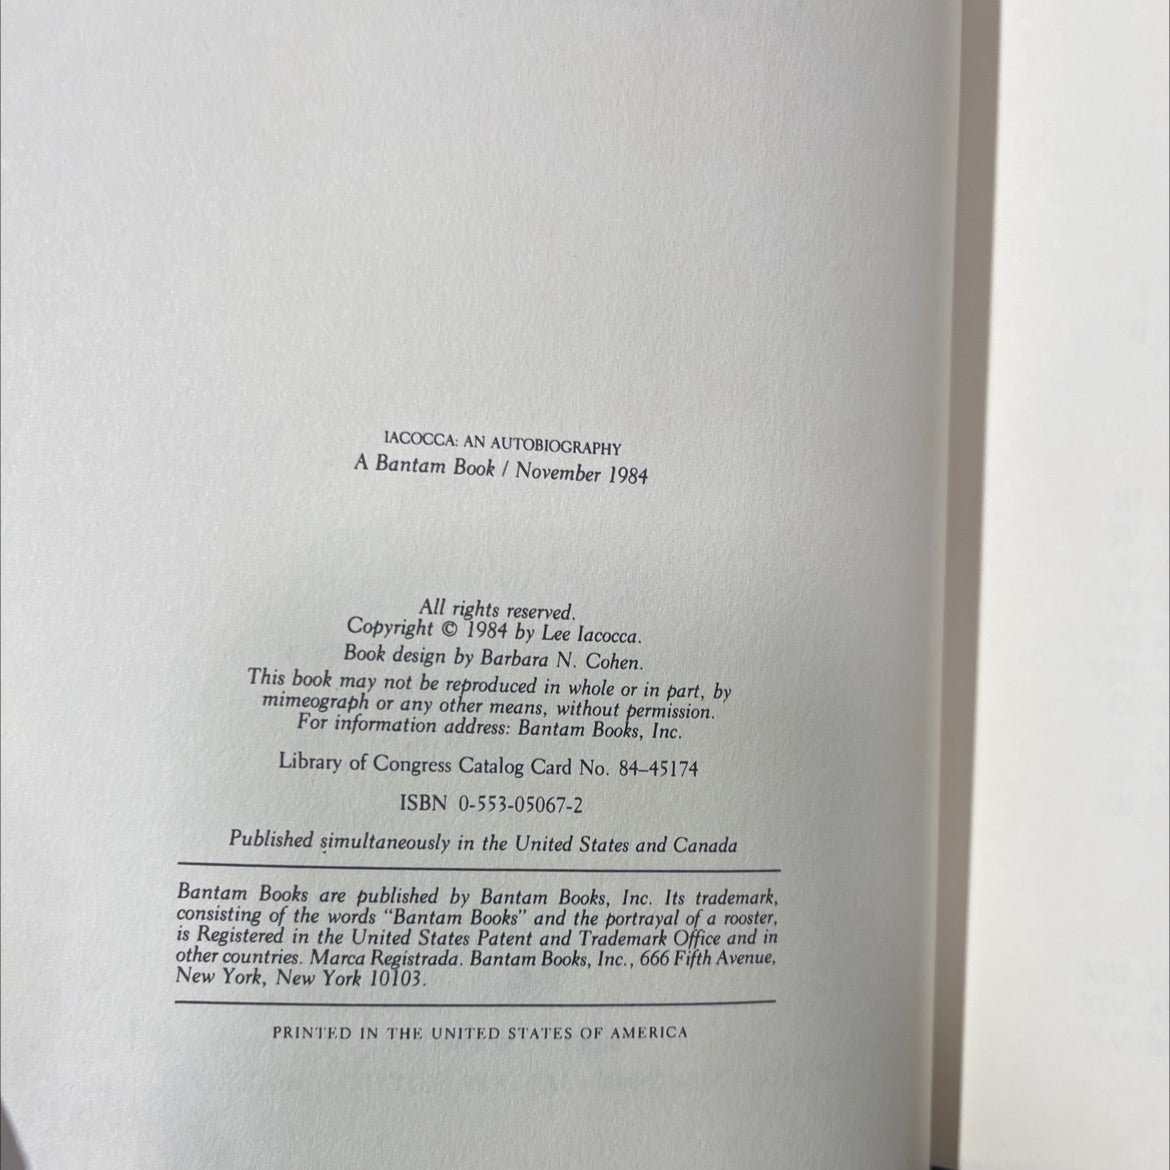 IACOCCA: AN AUTOBIOGRAPHY
A Bantam Book / November 1984
All rights reserved.
Copyright © 1984 by Lee Iacocca.
Book design by Barbara N. Cohen.
This book may not be reproduced in whole or in part, by
mimeograph or any other means, without permission.
For information address: Bantam Books, Inc.
Library of Congress Catalog Card No. 84–45174
ISBN 0-553-05067-2
Published simultaneously in the United States and Canada
Bantam Books are published by Bantam Books, Inc. Its trademark,
consisting of the words “Bantam Books” and the portrayal of a rooster,
is Registered in the United States Patent and Trademark Office and in
other countries. Marca Registrada. Bantam Books, Inc., 666 Fifth Avenue,
New York, New York 10103.
PRINTED IN THE UNITED STATES OF AMERICA